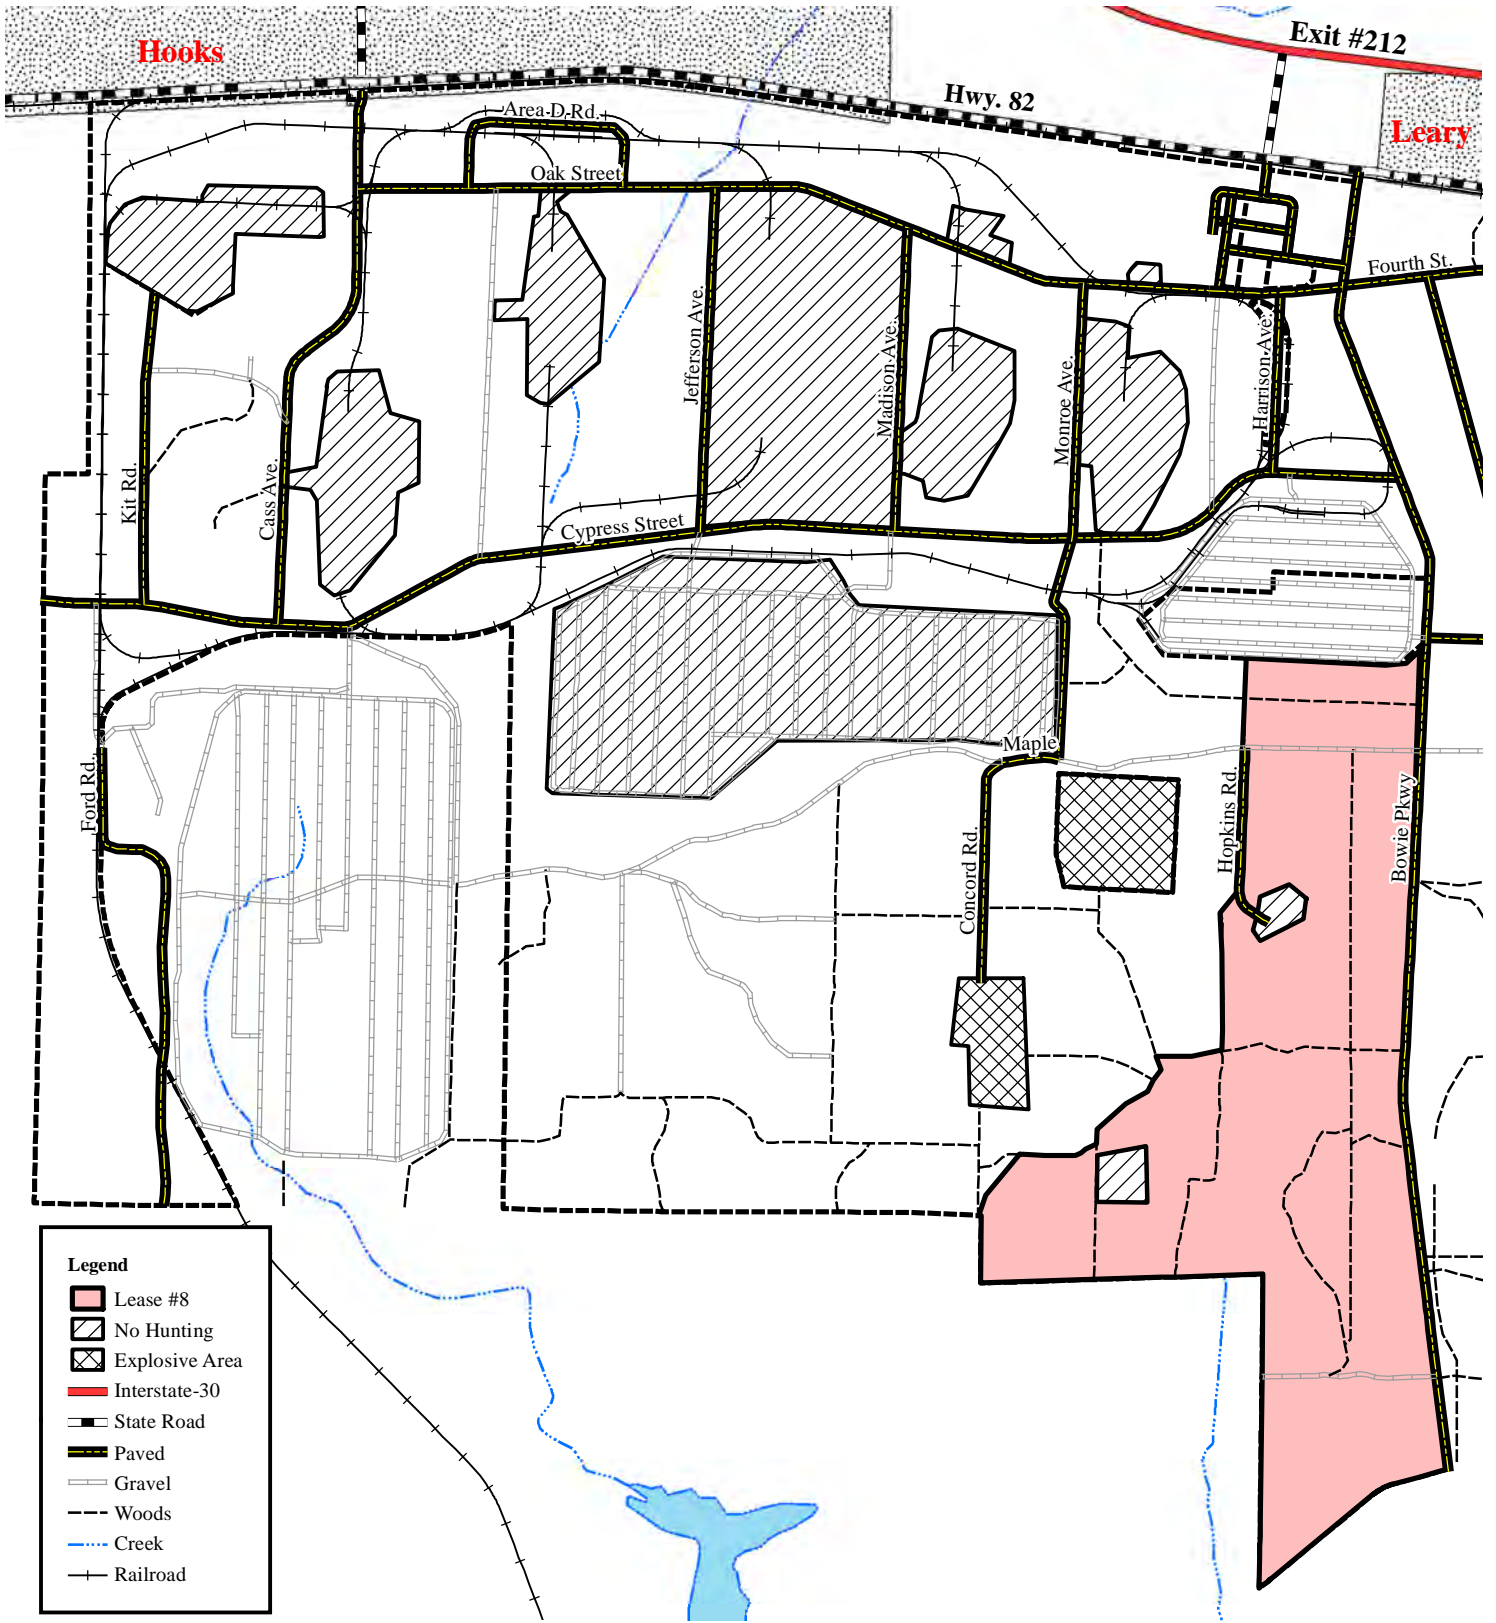 Exit #212
Hooks
Hwy. 82
Leary
Area D Rd.
Oak Street
Fourth St.
Jefferson Ave.
Madison Ave.
Monroe Ave.
Harrison Ave.
Kit Rd.
Cass Ave.
Cypress Street
Maple
Ford Rd.
Concord Rd.
Hopkins Rd.
Bowie Pkwy
Legend
Lease #8
No Hunting
Explosive Area
Interstate-30
State Road
Paved
Gravel
Woods
Creek
Railroad